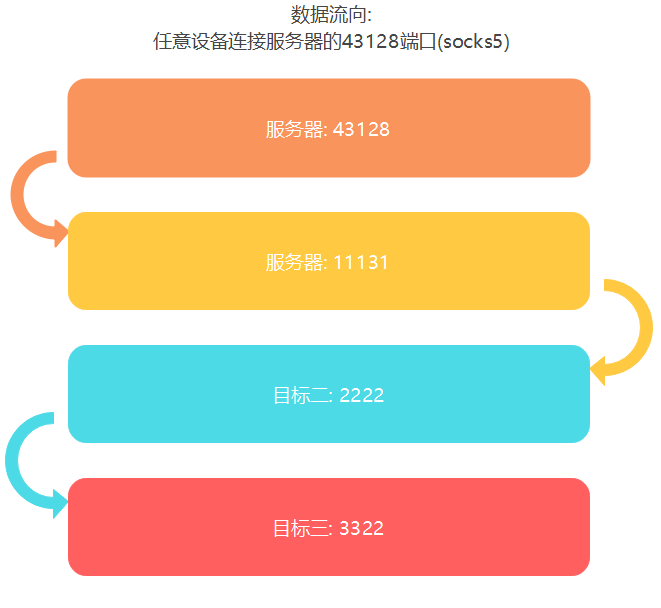 数据流向:
任意设备连接服务器的43128端口(socks5)
服务器: 43128
服务器: 11131
目标二: 2222
目标三: 3322